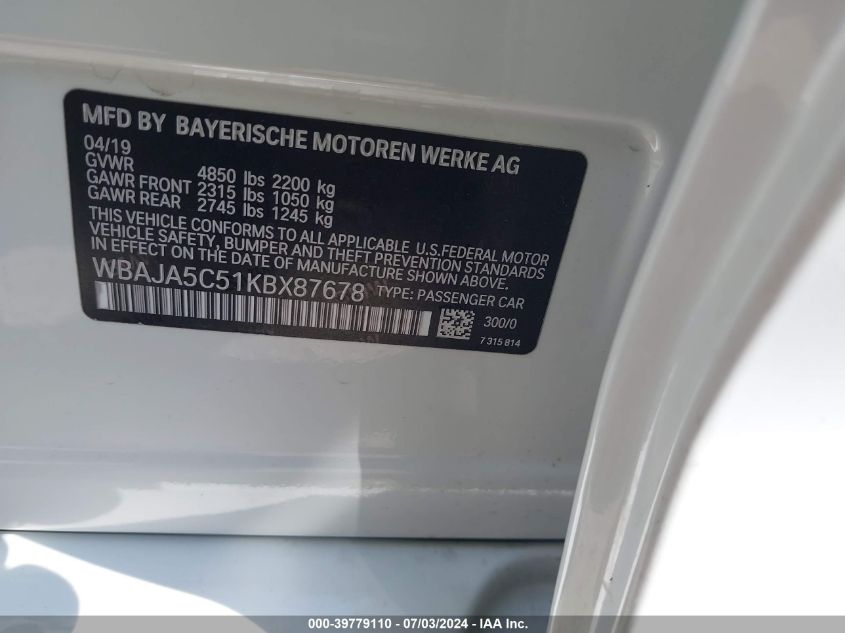 MFD BY BAYERISCHE MOTOREN WERKE AG
04/19
GVWR 4850 lbs 2200 kg
GAWR FRONT 2315 lbs 1050 kg
GAWR REAR 2745 lbs 1245 kg
THIS VEHICLE CONFORMS TO ALL APPLICABLE U.S.FEDERAL MOTOR
VEHICLE SAFETY, BUMPER AND THEFT PREVENTION STANDARDS
IN EFFECT ON THE DATE OF MANUFACTURE SHOWN ABOVE.
WBAJA5C51KBX87678 TYPE: PASSENGER CAR
300/0
7 315 814
000-39779110 - 07/03/2024 - IAA Inc.